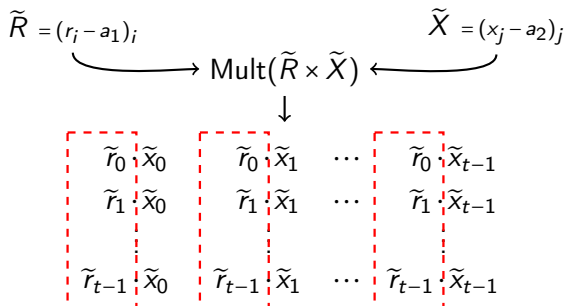 R̃ = (r_i − a_1)_i X̃ = (x_j − a_2)_j
Mult(R̃ × X̃)
↓
r̃_0 · x̃_0 r̃_0 · x̃_1 ⋯ r̃_0 · x̃_{t−1}
r̃_1 · x̃_0 r̃_1 · x̃_1 ⋯ r̃_1 · x̃_{t−1}
⋮ ⋮ ⋮
r̃_{t−1} · x̃_0 r̃_{t−1} · x̃_1 ⋯ r̃_{t−1} · x̃_{t−1}